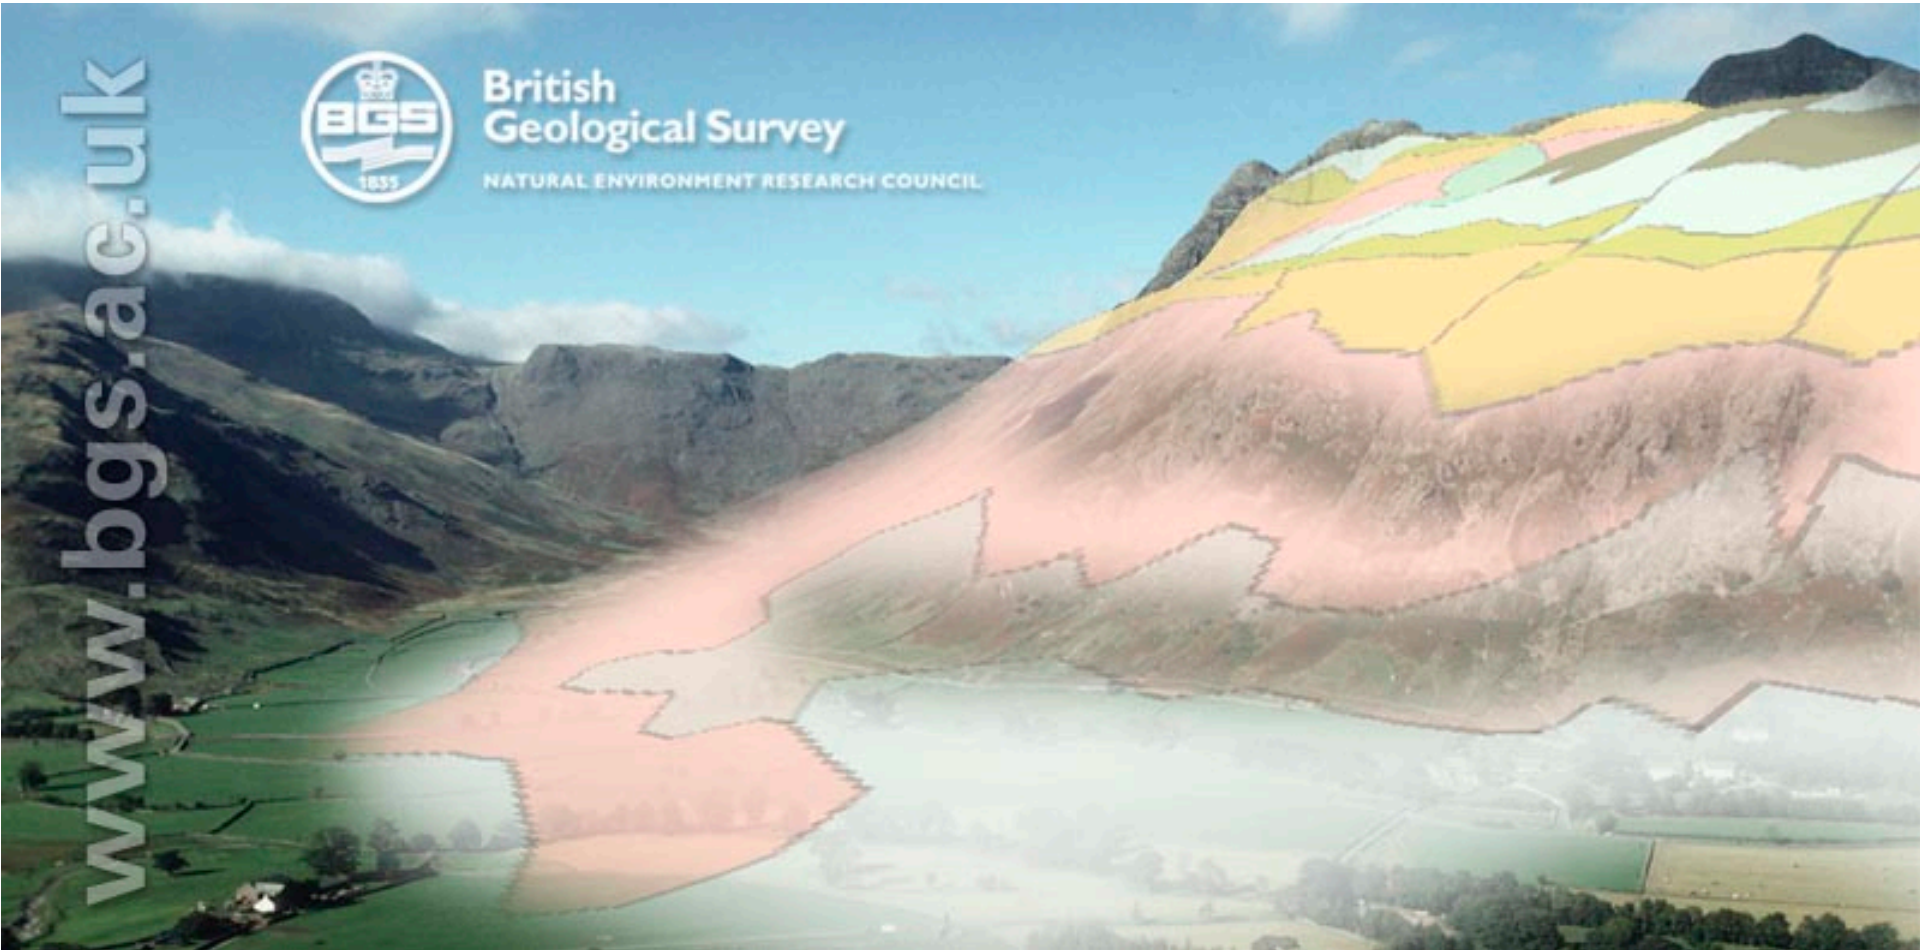 www.bgs.ac.uk
BGS
1835
British
Geological Survey
NATURAL ENVIRONMENT RESEARCH COUNCIL